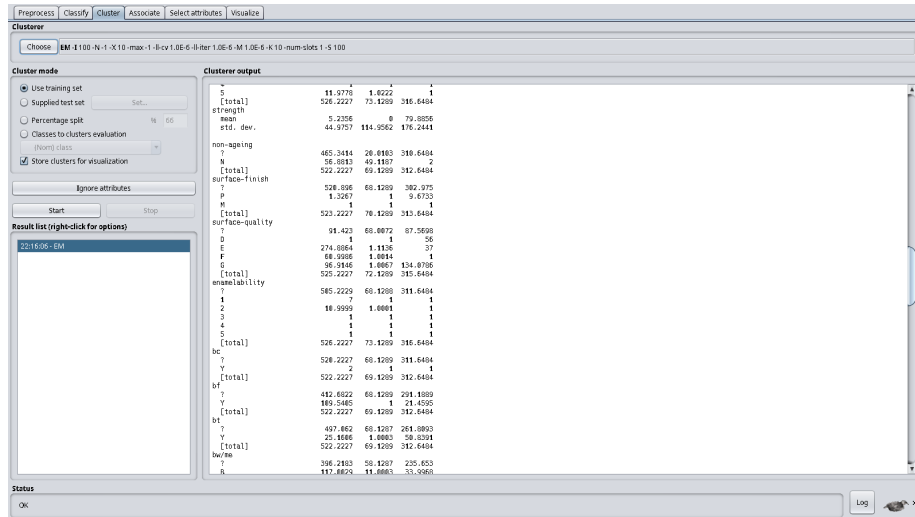 Preprocess Classify Cluster Associate Select attributes Visualize
Clusterer
Choose EM -I 100 -N -1 -X 10 -max -1 -ll-cv 1.0E-6 -ll-iter 1.0E-6 -M 1.0E-6 -K 10 -num-slots 1 -S 100
Cluster mode
Use training set
Supplied test set Set...
Percentage split % 66
Classes to clusters evaluation
(Nom) class
Store clusters for visualization
Ignore attributes
Start Stop
Result list (right-click for options)
22:16:06 - EM
Clusterer output
5 11.9778 1.0222 1
[total] 526.2227 73.1289 316.6484
strength
mean 5.2356 0 79.8856
std. dev. 44.9757 114.9562 176.2441
non-ageing
? 465.3414 20.0103 310.6484
N 56.8813 49.1187 2
[total] 522.2227 69.1289 312.6484
surface-finish
? 520.896 68.1289 302.975
P 1.3267 1 9.6733
M 1 1 1
[total] 523.2227 70.1289 313.6484
surface-quality
? 91.423 68.0072 87.5698
D 1 1 56
E 274.8864 1.1136 37
F 60.9986 1.0014 1
G 96.9146 1.0067 134.0786
[total] 525.2227 72.1289 315.6484
enamelability
? 505.2229 68.1288 311.6484
1 7 1 1
2 10.9999 1.0001 1
3 1 1 1
4 1 1 1
5 1 1 1
[total] 526.2227 73.1289 316.6484
bc
? 520.2227 68.1289 311.6484
Y 2 1 1
[total] 522.2227 69.1289 312.6484
bf
? 412.6822 68.1289 291.1889
Y 109.5405 1 21.4595
[total] 522.2227 69.1289 312.6484
bt
? 497.062 68.1287 261.8093
Y 25.1606 1.0003 50.8391
[total] 522.2227 69.1289 312.6484
bw/me
? 396.2183 58.1287 235.653
B 117.0029 11.0003 33.9968
Status
OK
Log